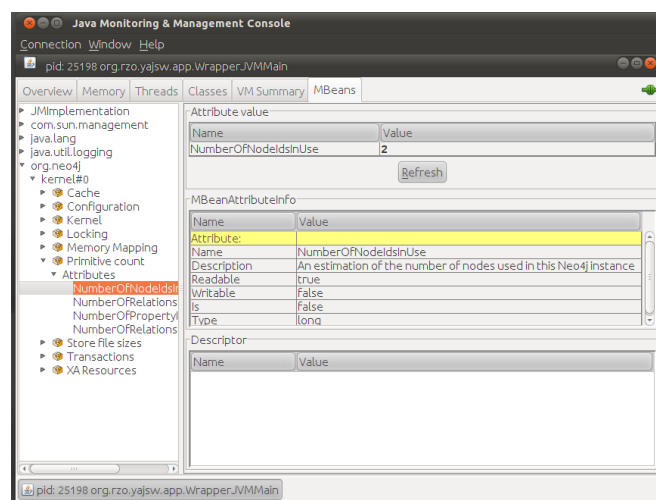 Java Monitoring & Management Console
Connection Window Help
pid: 25198 org.rzo.yajsw.app.WrapperJVMMain
Overview Memory Threads Classes VM Summary MBeans
JMImplementation
com.sun.management
java.lang
java.util.logging
org.neo4j
kernel#0
Cache
Configuration
Kernel
Locking
Memory Mapping
Primitive count
Attributes
NumberOfNodeIdsIn
NumberOfRelations
NumberOfPropertyI
NumberOfRelations
Store file sizes
Transactions
XA Resources
Attribute value
Name Value
NumberOfNodeIdsInUse 2
Refresh
MBeanAttributeInfo
Name Value
Attribute:
Name NumberOfNodeIdsInUse
Description An estimation of the number of nodes used in this Neo4j instance
Readable true
Writable false
Is false
Type long
Descriptor
Name Value
pid: 25198 org.rzo.yajsw.app.WrapperJVMMain